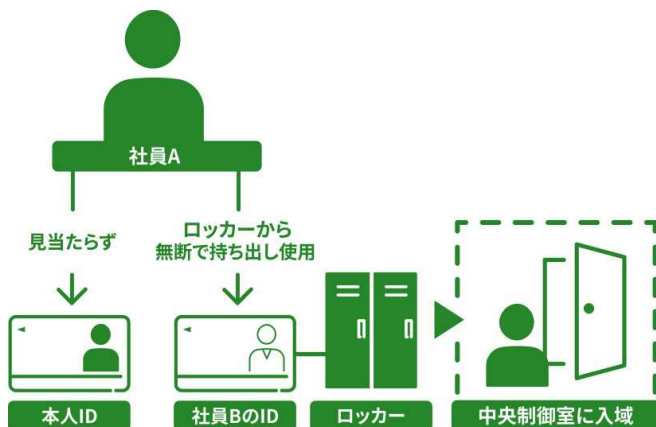 社員A
見当たらず
ロッカーから
無断で持ち出し使用
本人ID
社員BのID
ロッカー
中央制御室に入域